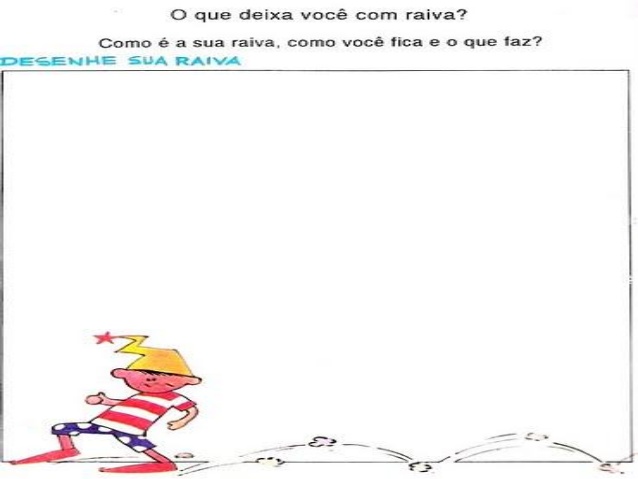 O que deixa você com raiva?
Como é a sua raiva, como você fica e o que faz?
DESENHE SUA RAIVA